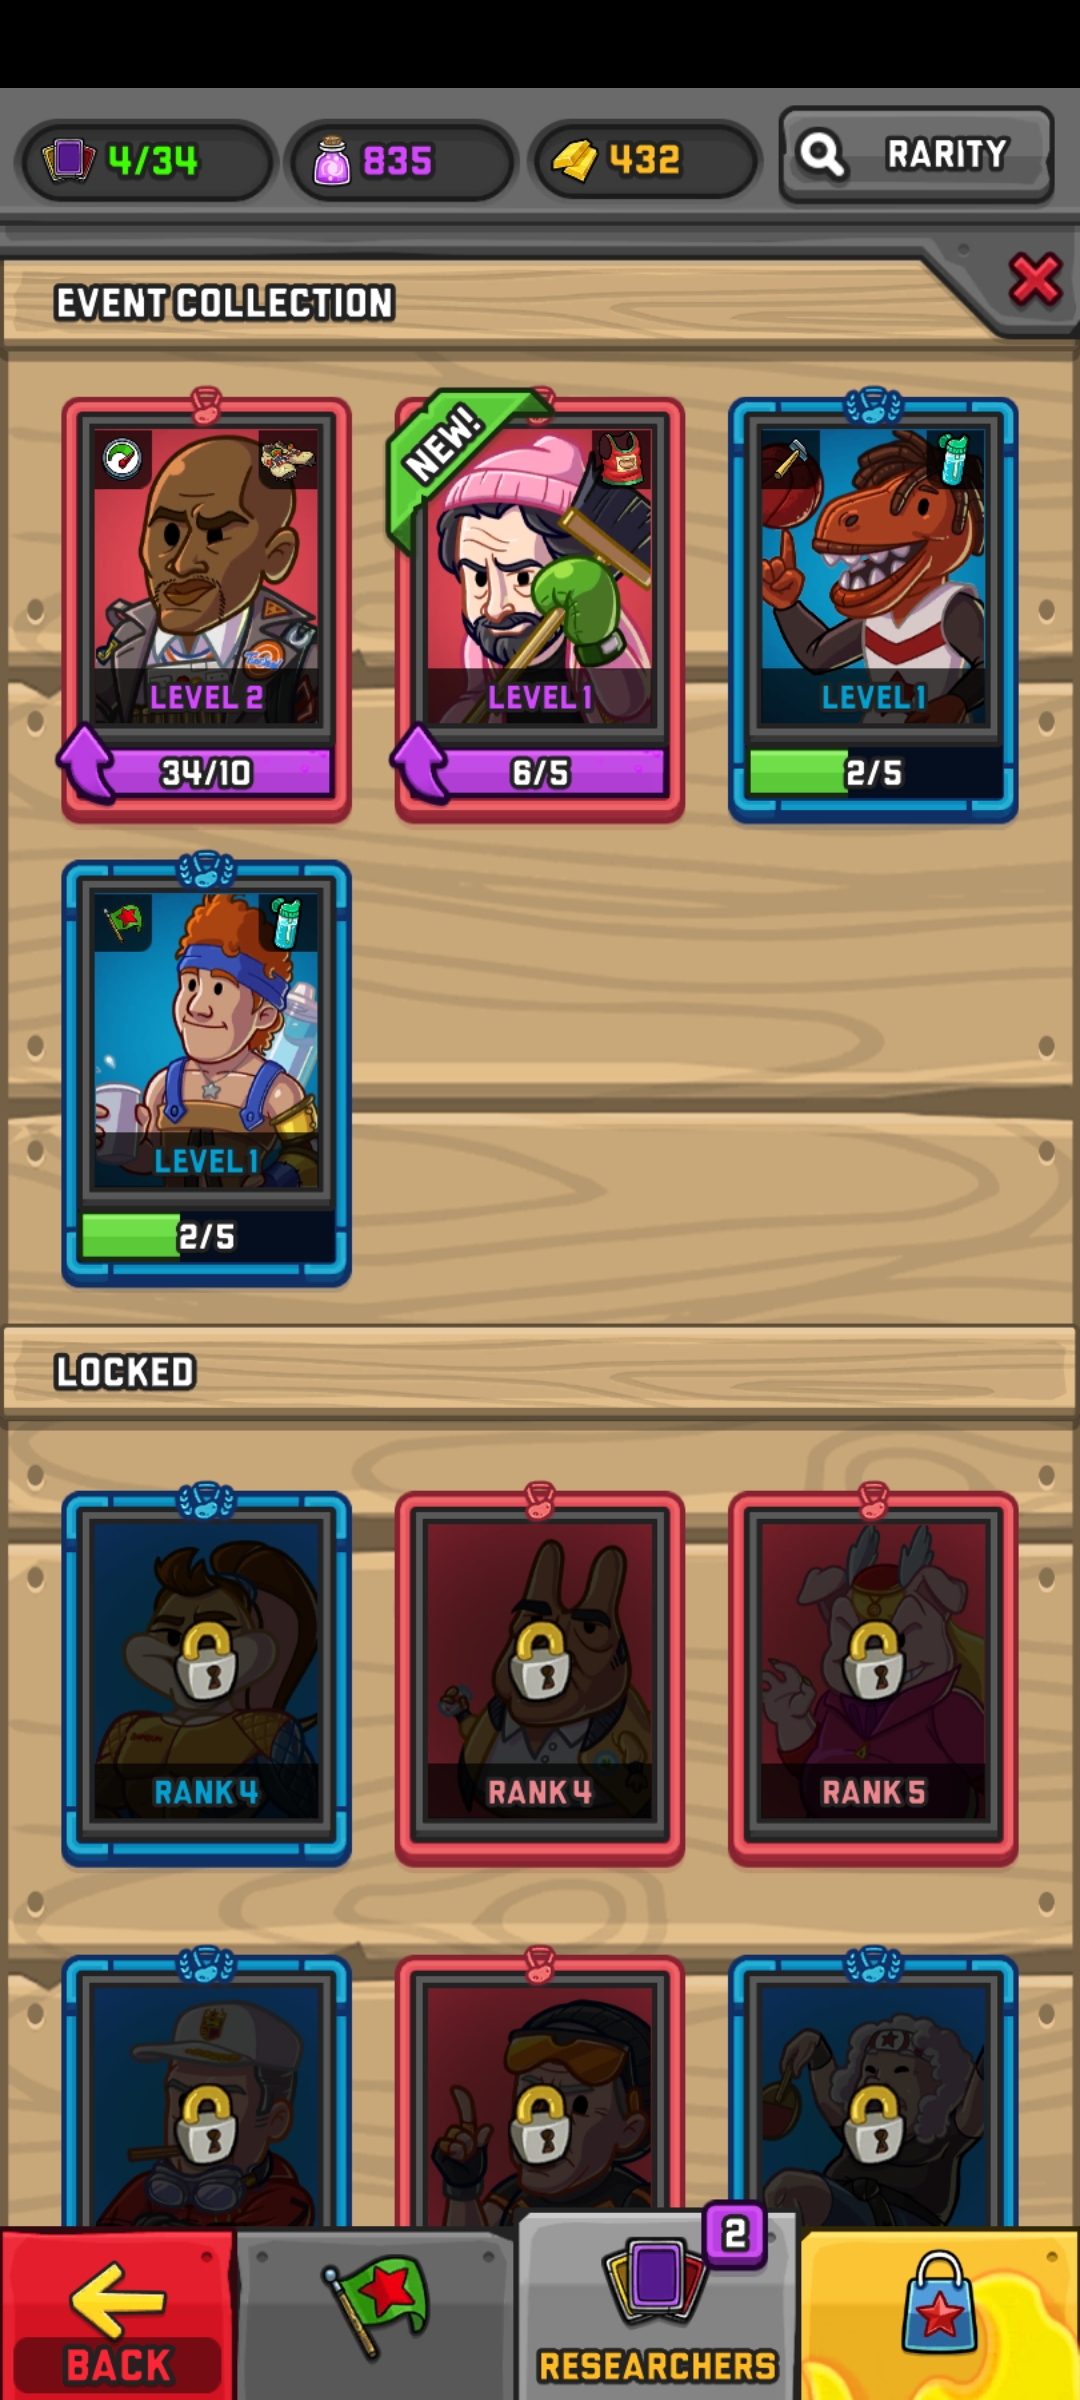 4/34
835
432
RARITY
EVENT COLLECTION
NEW!
LEVEL 2
LEVEL 1
LEVEL 1
34/10
6/5
2/5
LEVEL 1
2/5
LOCKED
RANK 4
RANK 4
RANK 5
2
BACK
RESEARCHERS